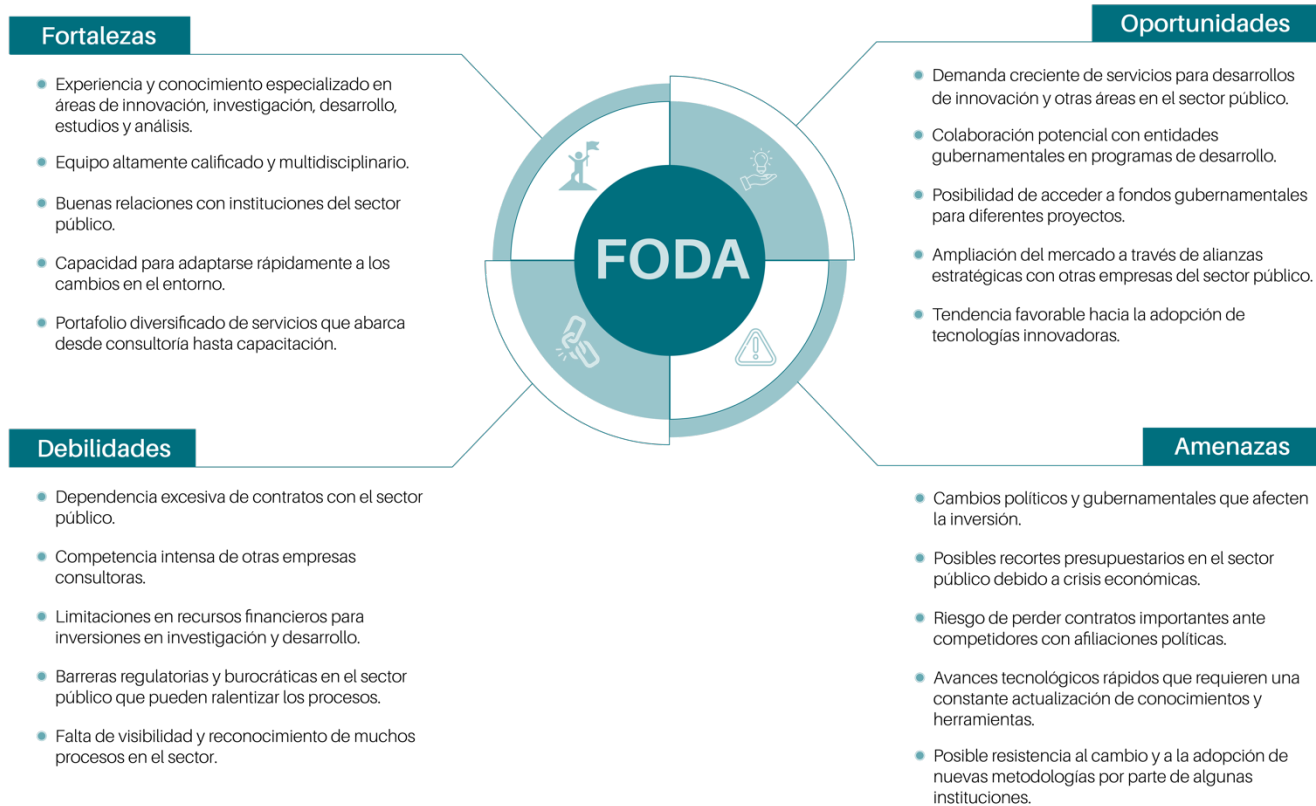 Fortalezas
Experiencia y conocimiento especializado en
áreas de innovación, investigación, desarrollo,
estudios y análisis.
Equipo altamente calificado y multidisciplinario.
Buenas relaciones con instituciones del sector
público.
Capacidad para adaptarse rápidamente a los
cambios en el entorno.
Portafolio diversificado de servicios que abarca
desde consultoría hasta capacitación.
Oportunidades
Demanda creciente de servicios para desarrollos
de innovación y otras áreas en el sector público.
Colaboración potencial con entidades
gubernamentales en programas de desarrollo.
Posibilidad de acceder a fondos gubernamentales
para diferentes proyectos.
Ampliación del mercado a través de alianzas
estratégicas con otras empresas del sector público.
Tendencia favorable hacia la adopción de
tecnologías innovadoras.
FODA
Debilidades
Dependencia excesiva de contratos con el sector
público.
Competencia intensa de otras empresas
consultoras.
Limitaciones en recursos financieros para
inversiones en investigación y desarrollo.
Barreras regulatorias y burocráticas en el sector
público que pueden ralentizar los procesos.
Falta de visibilidad y reconocimiento de muchos
procesos en el sector.
Amenazas
Cambios políticos y gubernamentales que afecten
la inversión.
Posibles recortes presupuestarios en el sector
público debido a crisis económicas.
Riesgo de perder contratos importantes ante
competidores con afiliaciones políticas.
Avances tecnológicos rápidos que requieren una
constante actualización de conocimientos y
herramientas.
Posible resistencia al cambio y a la adopción de
nuevas metodologías por parte de algunas
instituciones.